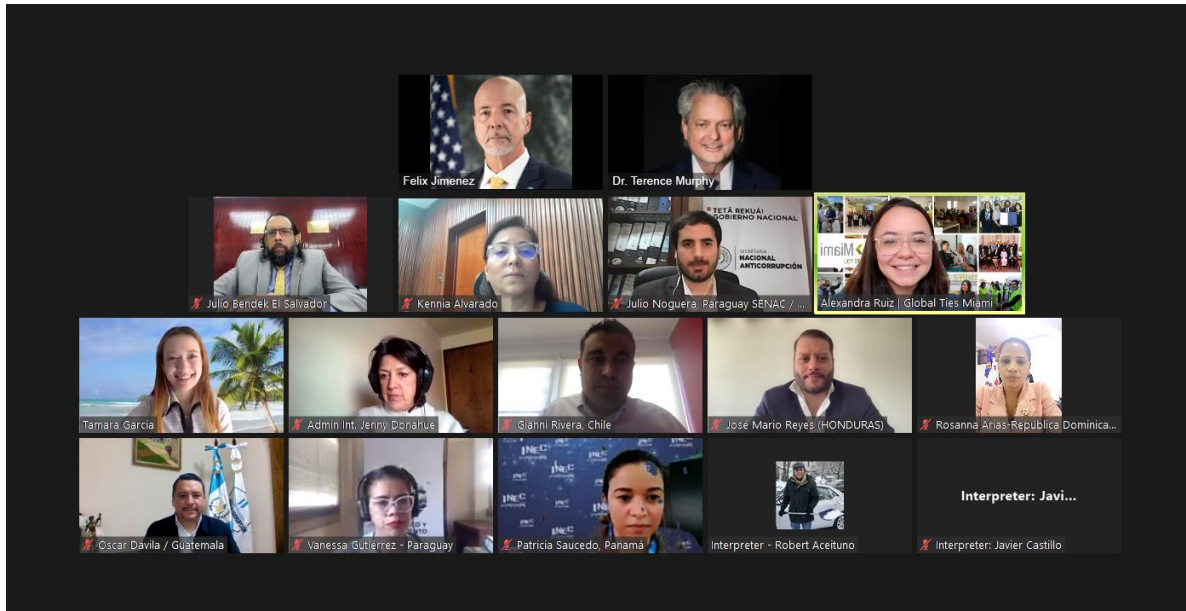 Felix Jimenez
Dr. Terence Murphy
TETÃ REKUÁI
GOBIERNO NACIONAL
SECRETARÍA
NACIONAL
ANTICORRUPCIÓN
Miami
Julio Bendek El Salvador
Kennia Alvarado
Julio Noguera, Paraguay SENAC / ...
Alexandra Ruiz | Global Ties Miami
Tamara Garcia
Admin Int. Jenny Donahue
Gianni Rivera, Chile
José Mario Reyes (HONDURAS)
Rosanna Arias-República Dominica...
INEC
INEC
INEC
Interpreter: Javi...
Oscar Davila / Guatemala
Vanessa Gutiérrez - Paraguay
Patricia Saucedo, Panamá
Interpreter - Robert Aceituno
Interpreter: Javier Castillo